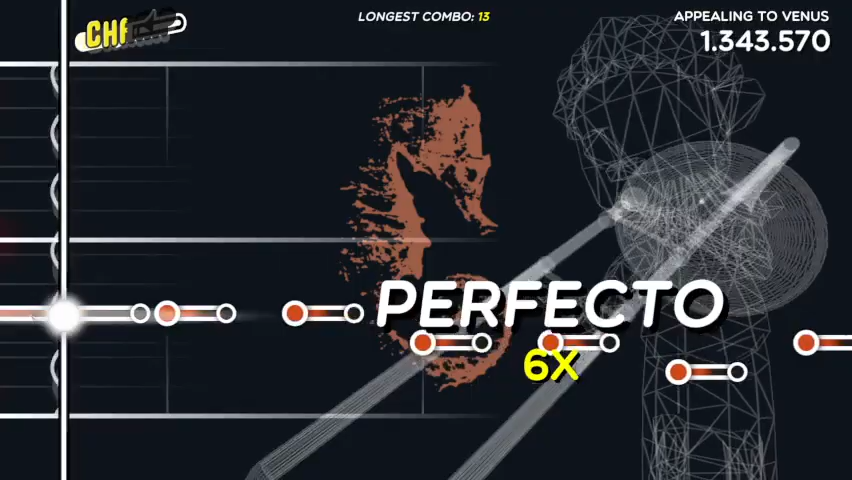 LONGEST COMBO: 13
APPEALING TO VENUS
1.343.570
PERFECTO
6X